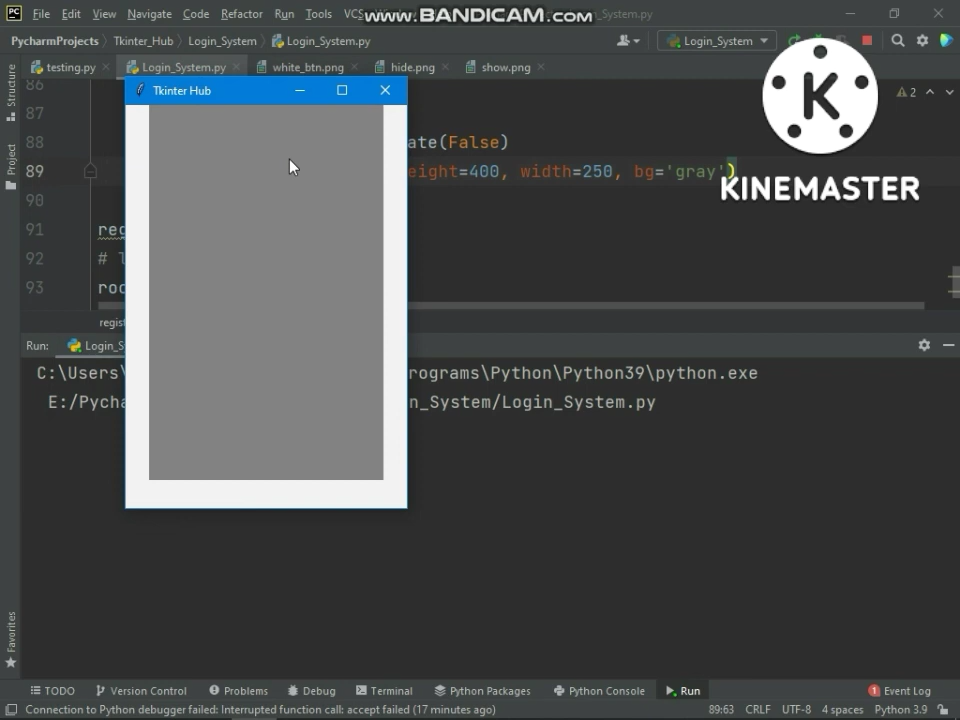 File Edit View Navigate Code Refactor Run Tools VCS www.BANDICAM.com Login_System.py
PycharmProjects Tkinter_Hub Login_System Login_System.py Login_System
testing.py Login_System.py white_btn.png hide.png show.png
Tkinter Hub
2
86
87
88 ate(False)
89 eight=400, width=250, bg='gray')
90
91 reg
92 # l
93 roo
K
KINEMASTER
regist
Run: Login_S
C:\Users\ rograms\Python\Python39\python.exe
E:/Pycha n_System/Login_System.py
Structure
Project
Favorites
TODO Version Control Problems Debug Terminal Python Packages Python Console Run 1 Event Log
Connection to Python debugger failed: Interrupted function call: accept failed (17 minutes ago) 89:63 CRLF UTF-8 4 spaces Python 3.9